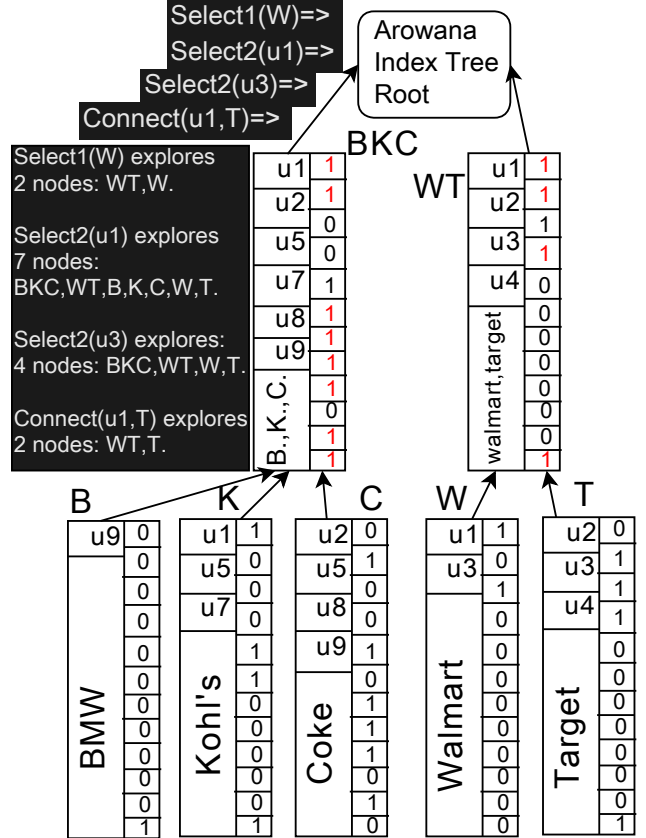 Select1(W)=>
Select2(u1)=>
Select2(u3)=>
Connect(u1,T)=>
Arowana
Index Tree
Root
Select1(W) explores
2 nodes: WT,W.
Select2(u1) explores
7 nodes:
BKC,WT,B,K,C,W,T.
Select2(u3) explores:
4 nodes: BKC,WT,W,T.
Connect(u1,T) explores
2 nodes: WT,T.
BKC
u1
u2
u5
u7
u8
u9
B.,K.,C.
1
1
0
0
1
1
1
1
1
0
1
1
WT
u1
u2
u3
u4
walmart,target
1
1
1
1
0
0
0
0
0
0
0
1
B
u9
BMW
0
0
0
0
0
0
0
0
0
0
0
1
K
u1
u5
u7
Kohl's
1
0
0
0
1
1
0
0
0
0
0
1
C
u2
u5
u8
u9
Coke
0
1
0
0
1
0
1
1
1
0
1
0
W
u1
u3
Walmart
1
0
1
0
0
0
0
0
0
0
0
0
T
u2
u3
u4
Target
0
1
1
1
0
0
0
0
0
0
0
1